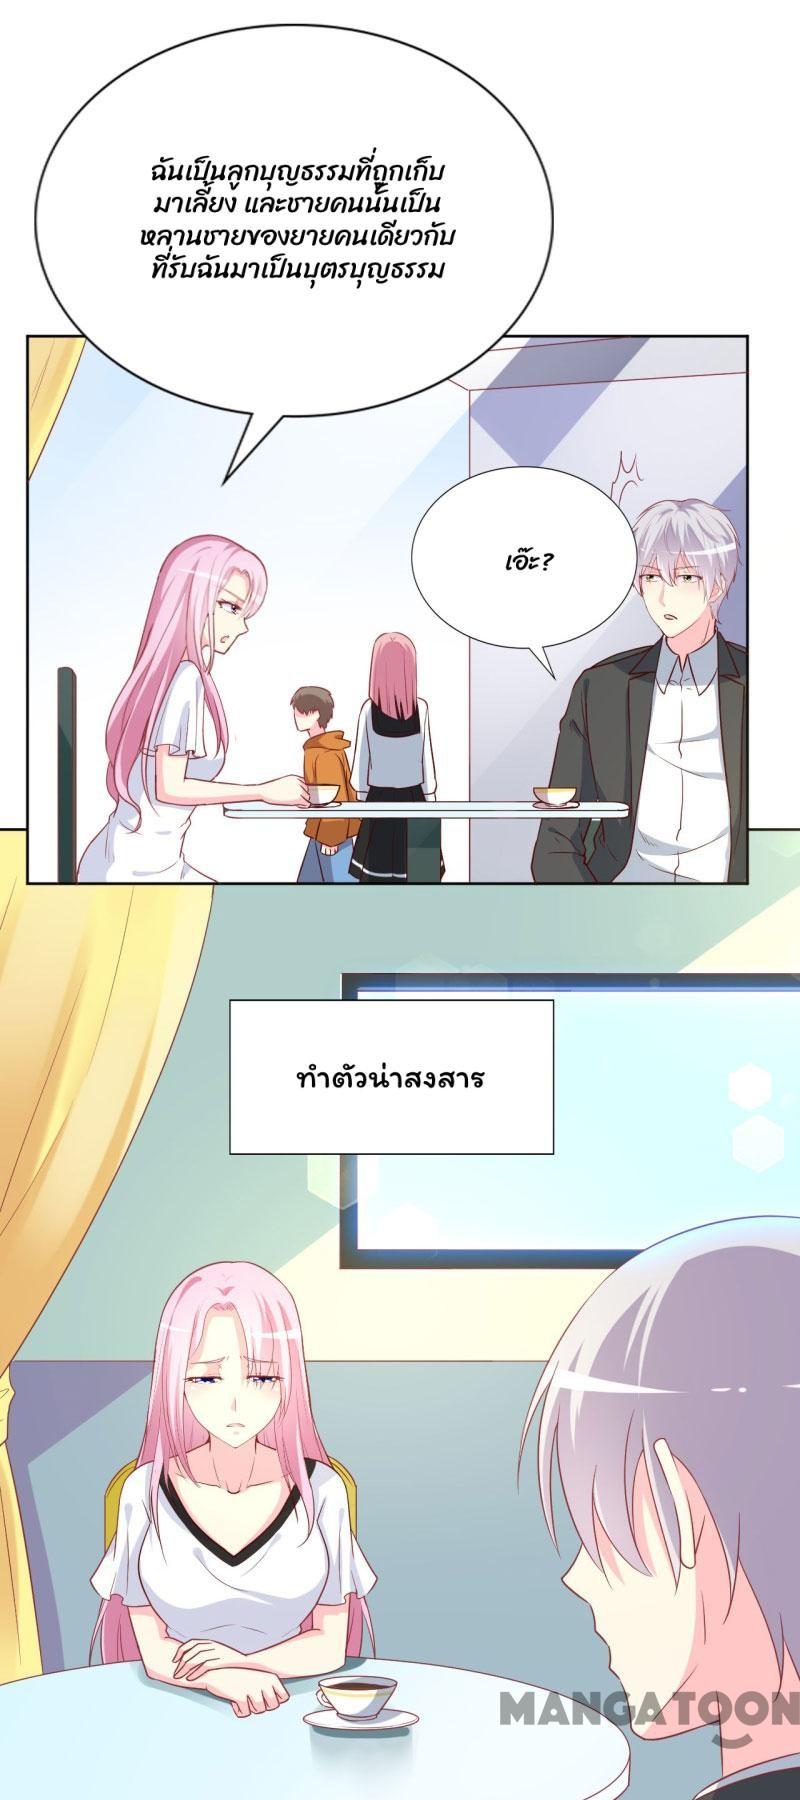 ฉันเป็นลูกบุญธรรมที่ถูกเก็บ
มาเลี้ยง และชายคนนั้นเป็น
หลานชายของยายคนเดียวกับ
ที่รับฉันมาเป็นบุตรบุญธรรม
เอ๊ะ?
ทำตัวน่าสงสาร
MANGATOON